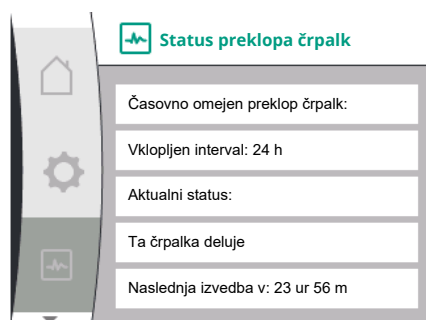 Status preklopa črpalk
Časovno omejen preklop črpalk:
Vklopljen interval: 24 h
Aktualni status:
Ta črpalka deluje
Naslednja izvedba v: 23 ur 56 m